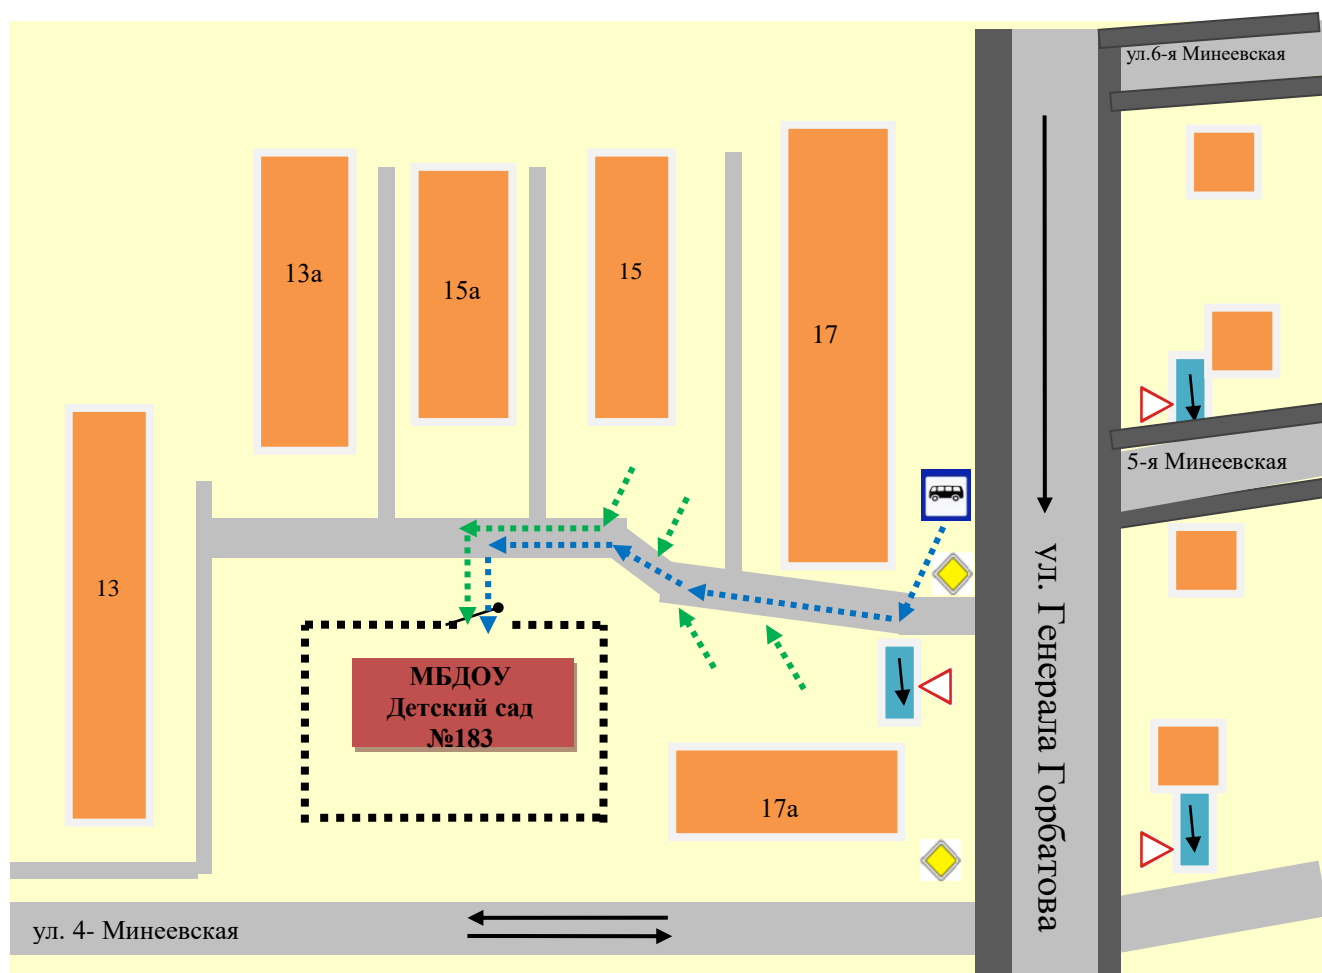 ул.6-я Минеевская
13а
15а
15
17
5-я Минеевская
13
ул. Генерала Горбатова
МБДОУ
Детский сад
№183
17а
ул. 4- Минеевская